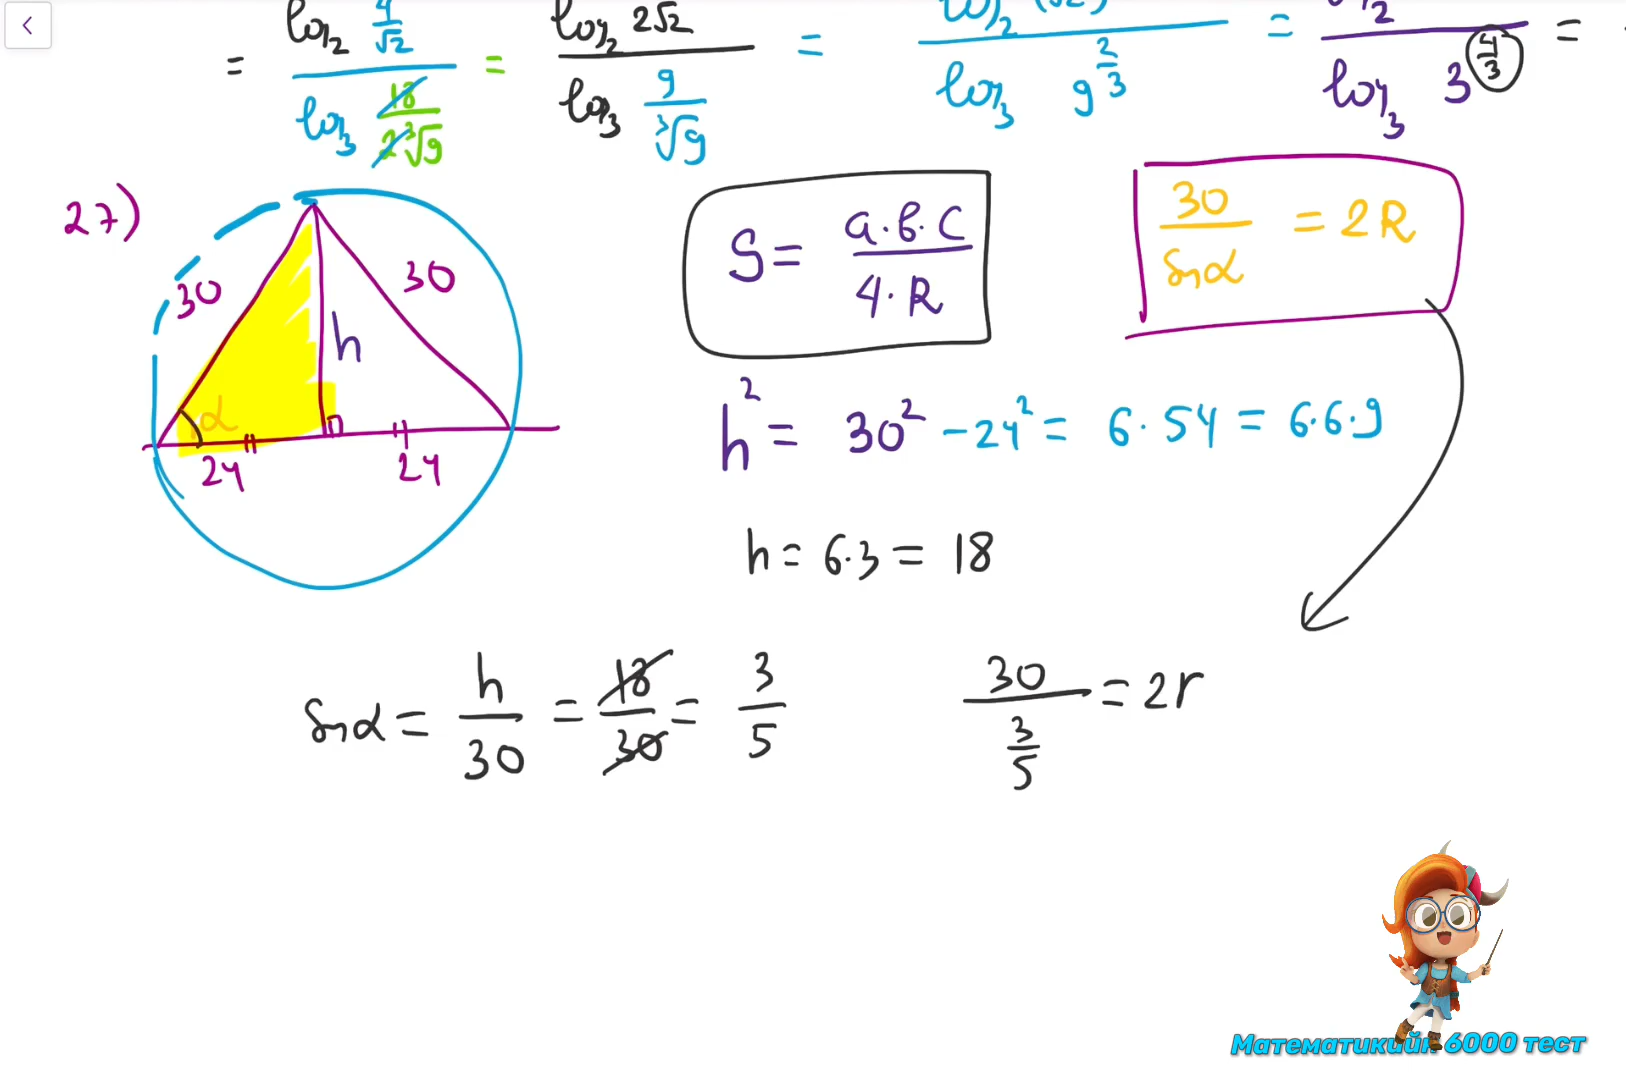 = log₂ 4/√2 / log₃ 18/2∛9 = log₂ 2√2 / log₃ 9/∛9 = / log₃ 9^(2/3) = / log₃ 3^(4/3) =
27)
30
30
h
α
24
24
S = a·b·c / 4·R
30 / sin α = 2R
h² = 30² - 24² = 6·54 = 6·6·9
h = 6·3 = 18
sin α = h/30 = 18/30 = 3/5
30 / (3/5) = 2r
Математикийн 6000 тест